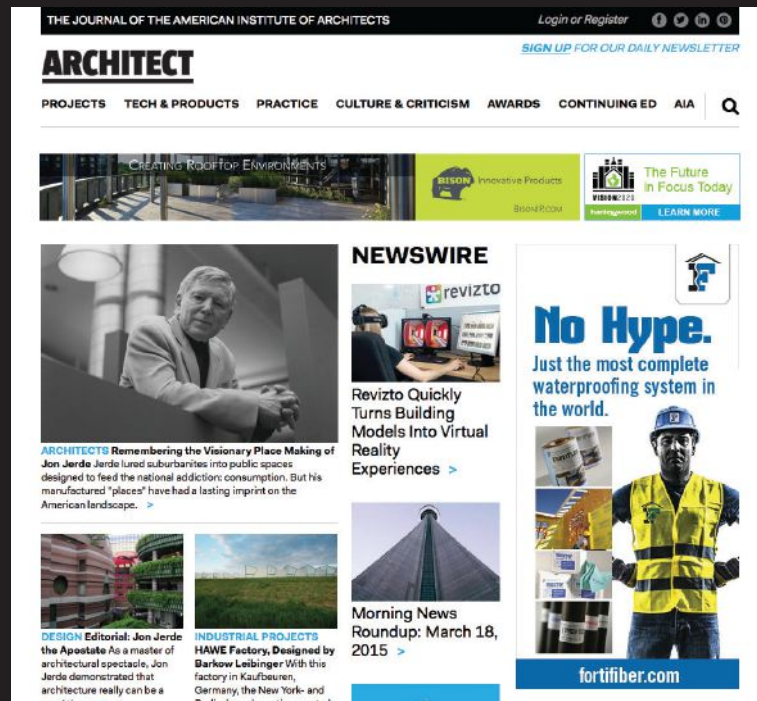 THE JOURNAL OF THE AMERICAN INSTITUTE OF ARCHITECTS
Login or Register
SIGN UP FOR OUR DAILY NEWSLETTER
ARCHITECT
PROJECTS TECH & PRODUCTS PRACTICE CULTURE & CRITICISM AWARDS CONTINUING ED AIA
CREATING ROOFTOP ENVIRONMENTS
BISON Innovative Products
BISONIP.COM
VISION2020
The Future
In Focus Today
LEARN MORE
ARCHITECTS Remembering the Visionary Place Making of
Jon Jerde Jerde lured suburbanites into public spaces
designed to feed the national addiction: consumption. But his
manufactured "places" have had a lasting imprint on the
American landscape. >
DESIGN Editorial: Jon Jerde
the Apostate As a master of
architectural spectacle, Jon
Jerde demonstrated that
architecture really can be a
INDUSTRIAL PROJECTS
HAWE Factory, Designed by
Barkow Leibinger With this
factory in Kaufbeuren,
Germany, the New York- and
NEWSWIRE
revizto
Revizto Quickly
Turns Building
Models Into Virtual
Reality
Experiences >
Morning News
Roundup: March 18,
2015 >
No Hype.
Just the most complete
waterproofing system in
the world.
fortifiber.com